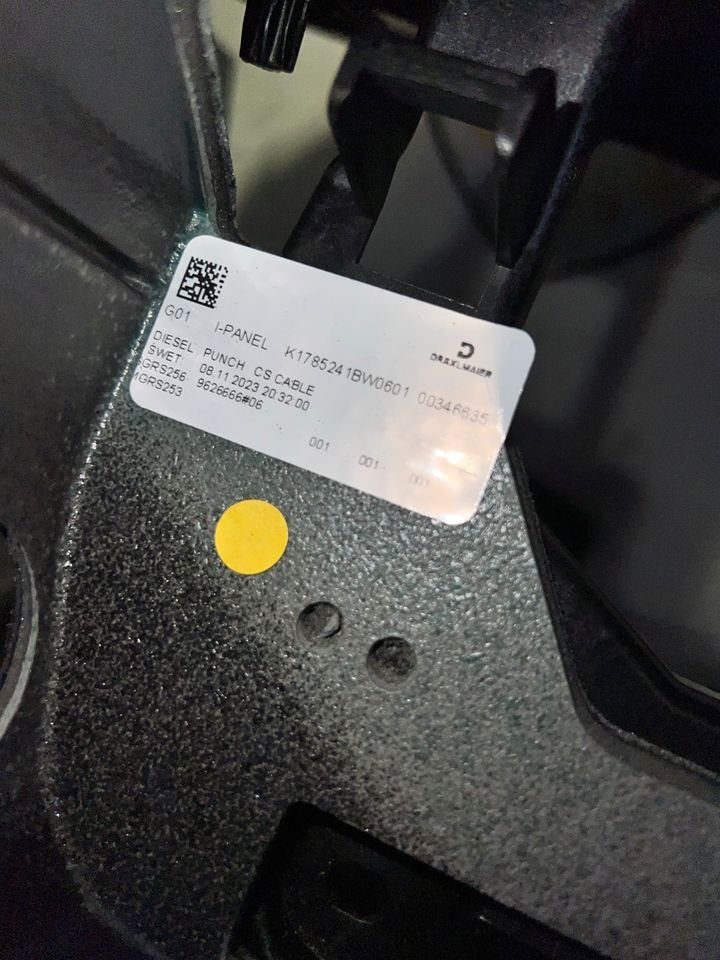 G01 I-PANEL K1785241BW0601 00346635
DRÄXLMAIER
DIESEL: PUNCH CS CABLE
SWET: 08.11.2023 20:32:00
GRS256 9626666#06
GRS253
001 001 001